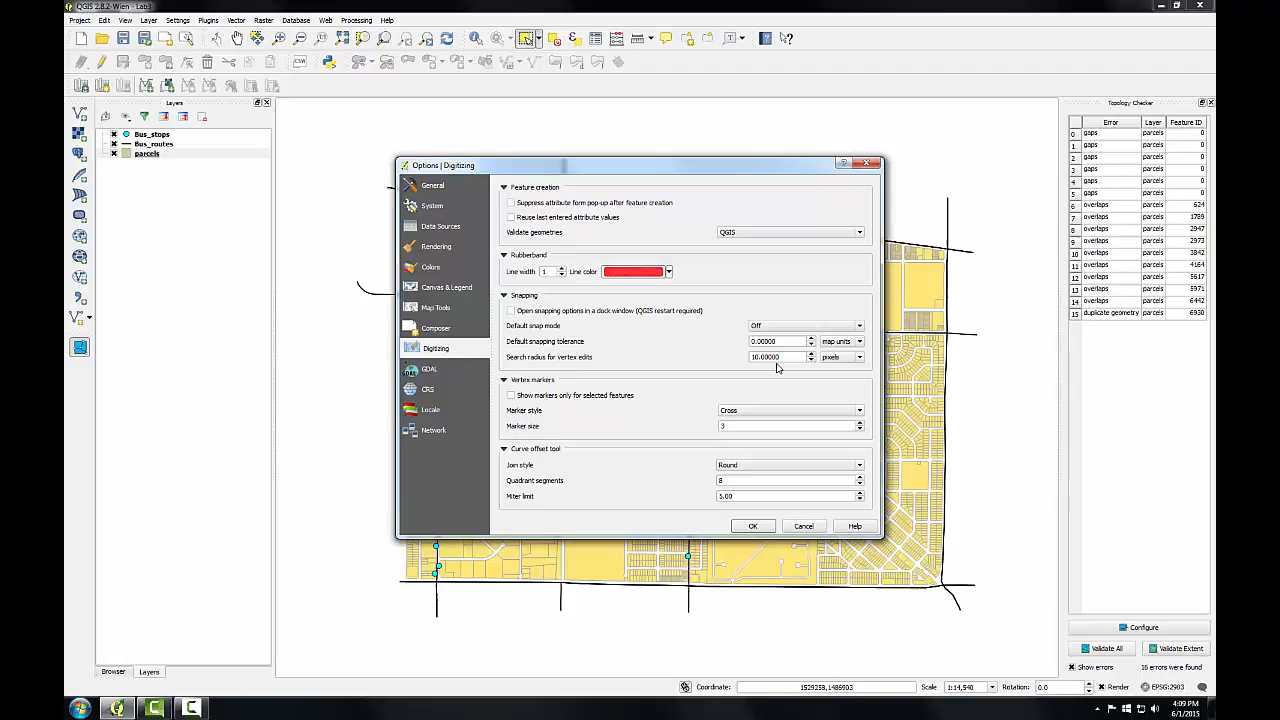 QGIS 2.8.2-Wien - Lab3
Project Edit View Layer Settings Plugins Vector Raster Database Web Processing Help
Layers
Bus_stops
Bus_routes
parcels
Browser Layers
Options | Digitizing
General
System
Data Sources
Rendering
Colors
Canvas & Legend
Map Tools
Composer
Digitizing
GDAL
CRS
Locale
Network
Feature creation
Suppress attribute form pop-up after feature creation
Reuse last entered attribute values
Validate geometries QGIS
Rubberband
Line width 1 Line color
Snapping
Open snapping options in a dock window (QGIS restart required)
Default snap mode Off
Default snapping tolerance 0.00000 map units
Search radius for vertex edits 10.00000 pixels
Vertex markers
Show markers only for selected features
Marker style Cross
Marker size 3
Curve offset tool
Join style Round
Quadrant segments 8
Miter limit 5.00
OK Cancel Help
Topology Checker
Error Layer Feature ID
0 gaps parcels 0
1 gaps parcels 0
2 gaps parcels 0
3 gaps parcels 0
4 gaps parcels 0
5 gaps parcels 0
6 overlaps parcels 624
7 overlaps parcels 1789
8 overlaps parcels 2947
9 overlaps parcels 2973
10 overlaps parcels 3842
11 overlaps parcels 4164
12 overlaps parcels 5617
13 overlaps parcels 5971
14 overlaps parcels 6442
15 duplicate geometry parcels 6930
Configure
Validate All Validate Extent
Show errors 16 errors were found
Coordinate: 1529258,1486903 Scale 1:14,540 Rotation: 0.0 Render EPSG:2903
4:09 PM
6/1/2015